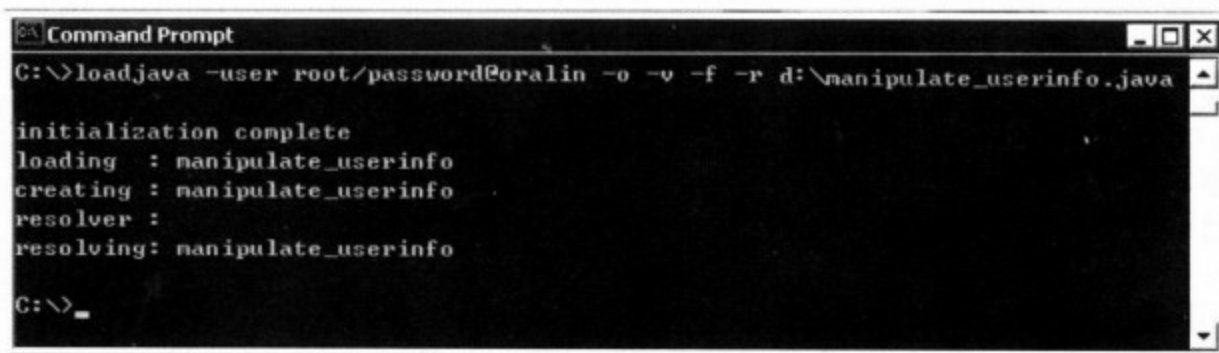 Command Prompt
C:\>loadjava -user root/password@oralin -o -v -f -r d:\manipulate_userinfo.java
initialization complete
loading  : manipulate_userinfo
creating : manipulate_userinfo
resolver :
resolving: manipulate_userinfo
C:\>